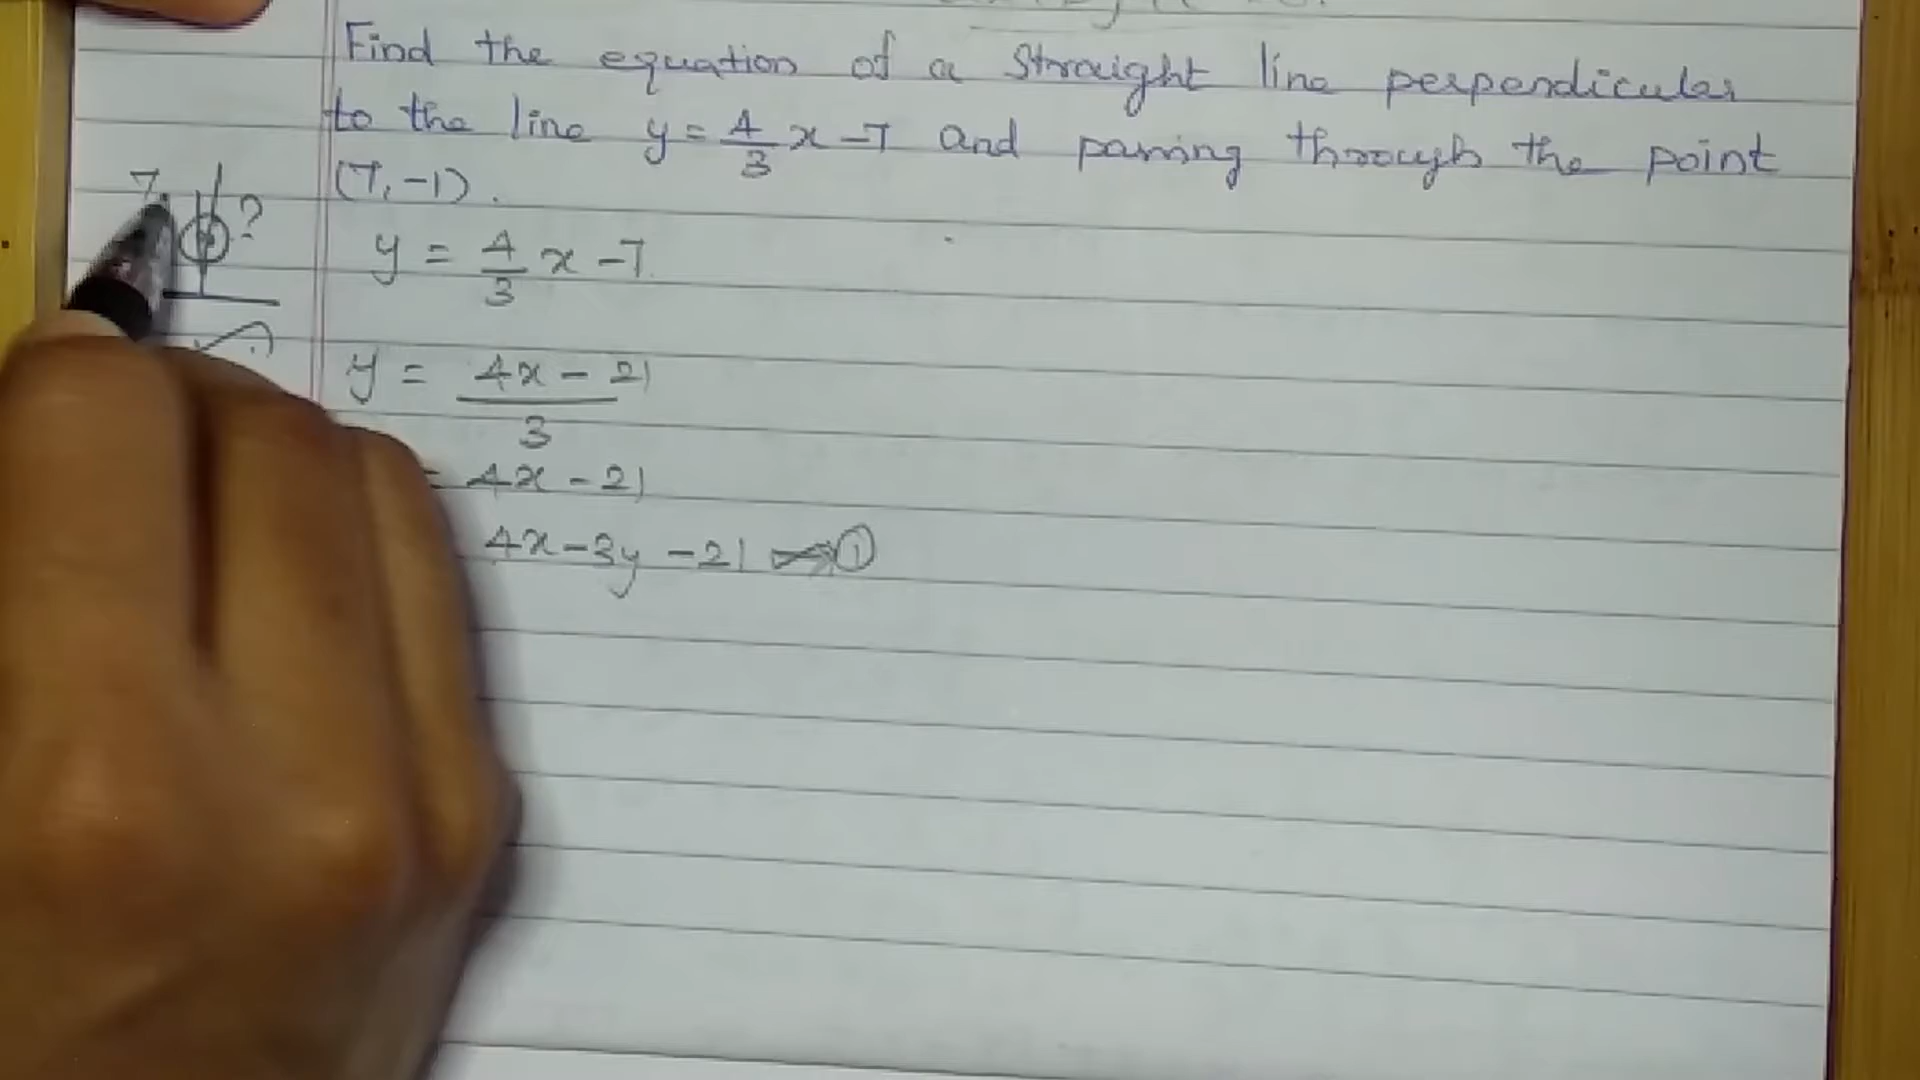 Find the equation of a straight line perpendicular
to the line y = 4/3 x - 7 and passing through the point
(7, -1).
7
?
y = 4/3 x - 7
y = 4x - 21 / 3
= 4x - 21
4x - 3y - 21 → ①